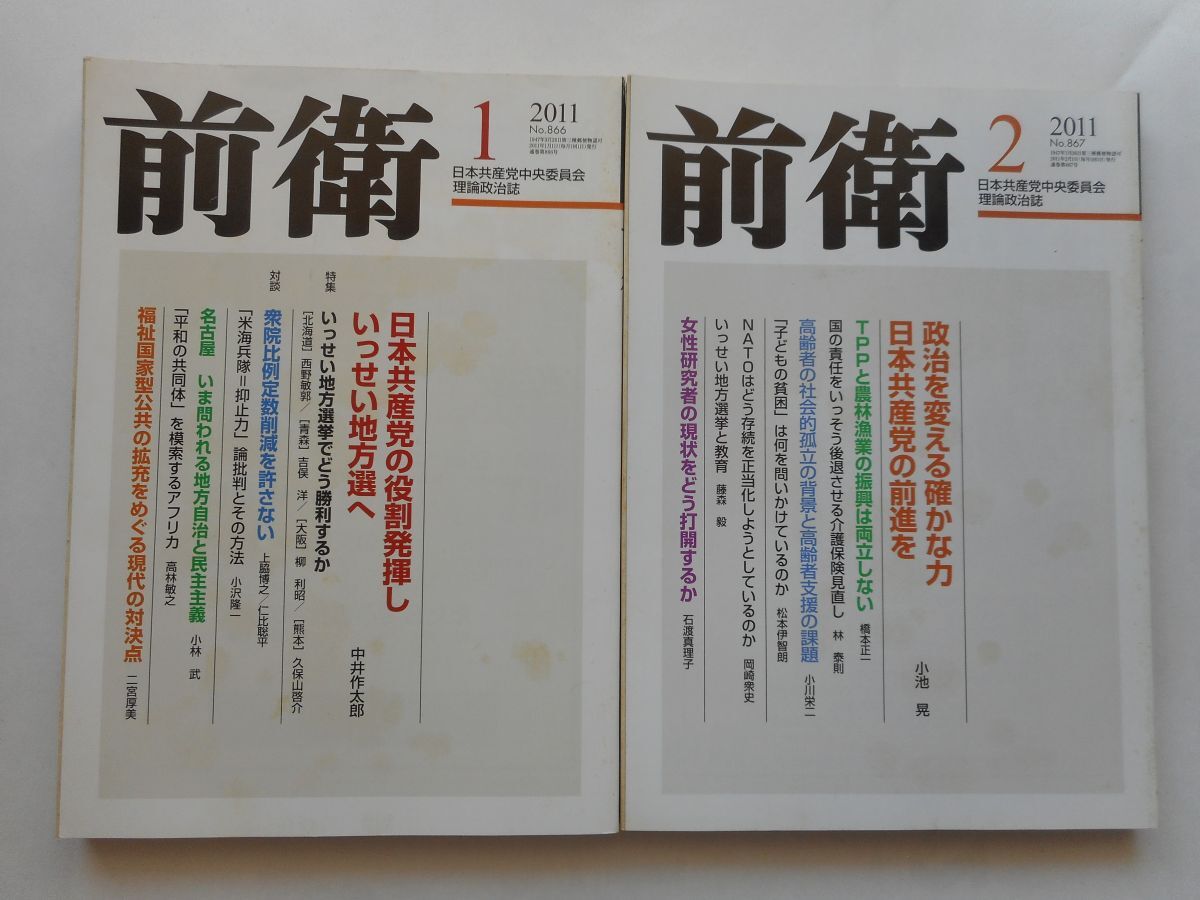 前衛
1
2011
No.866
日本共産党中央委員会
理論政治誌
日本共産党の役割発揮し
いっせい地方選へ
中井作太郎
特集
いっせい地方選挙でどう勝利するか
[北海道] 西野敏郭/[青森] 吉俣 洋/[大阪] 柳 利昭/[熊本] 久保山啓介
対談
衆院比例定数削減を許さない 上脇博之/仁比聡平
「米海兵隊=抑止力」論批判とその方法 小沢隆一
名古屋 いま問われる地方自治と民主主義 小林 武
「平和の共同体」を模索するアフリカ 高林敏之
福祉国家型公共の拡充をめぐる現代の対決点 二宮厚美
前衛
2
2011
No.867
日本共産党中央委員会
理論政治誌
政治を変える確かな力
日本共産党の前進を
小池 晃
TPPと農林漁業の振興は両立しない 橋本正一
国の責任をいっそう後退させる介護保険見直し 林 泰則
高齢者の社会的孤立の背景と高齢者支援の課題 小川栄二
「子どもの貧困」は何を問いかけているのか 松本伊智朗
NATOはどう存続を正当化しようとしているのか 岡崎衆史
いっせい地方選挙と教育 藤森 毅
女性研究者の現状をどう打開するか 石渡真理子